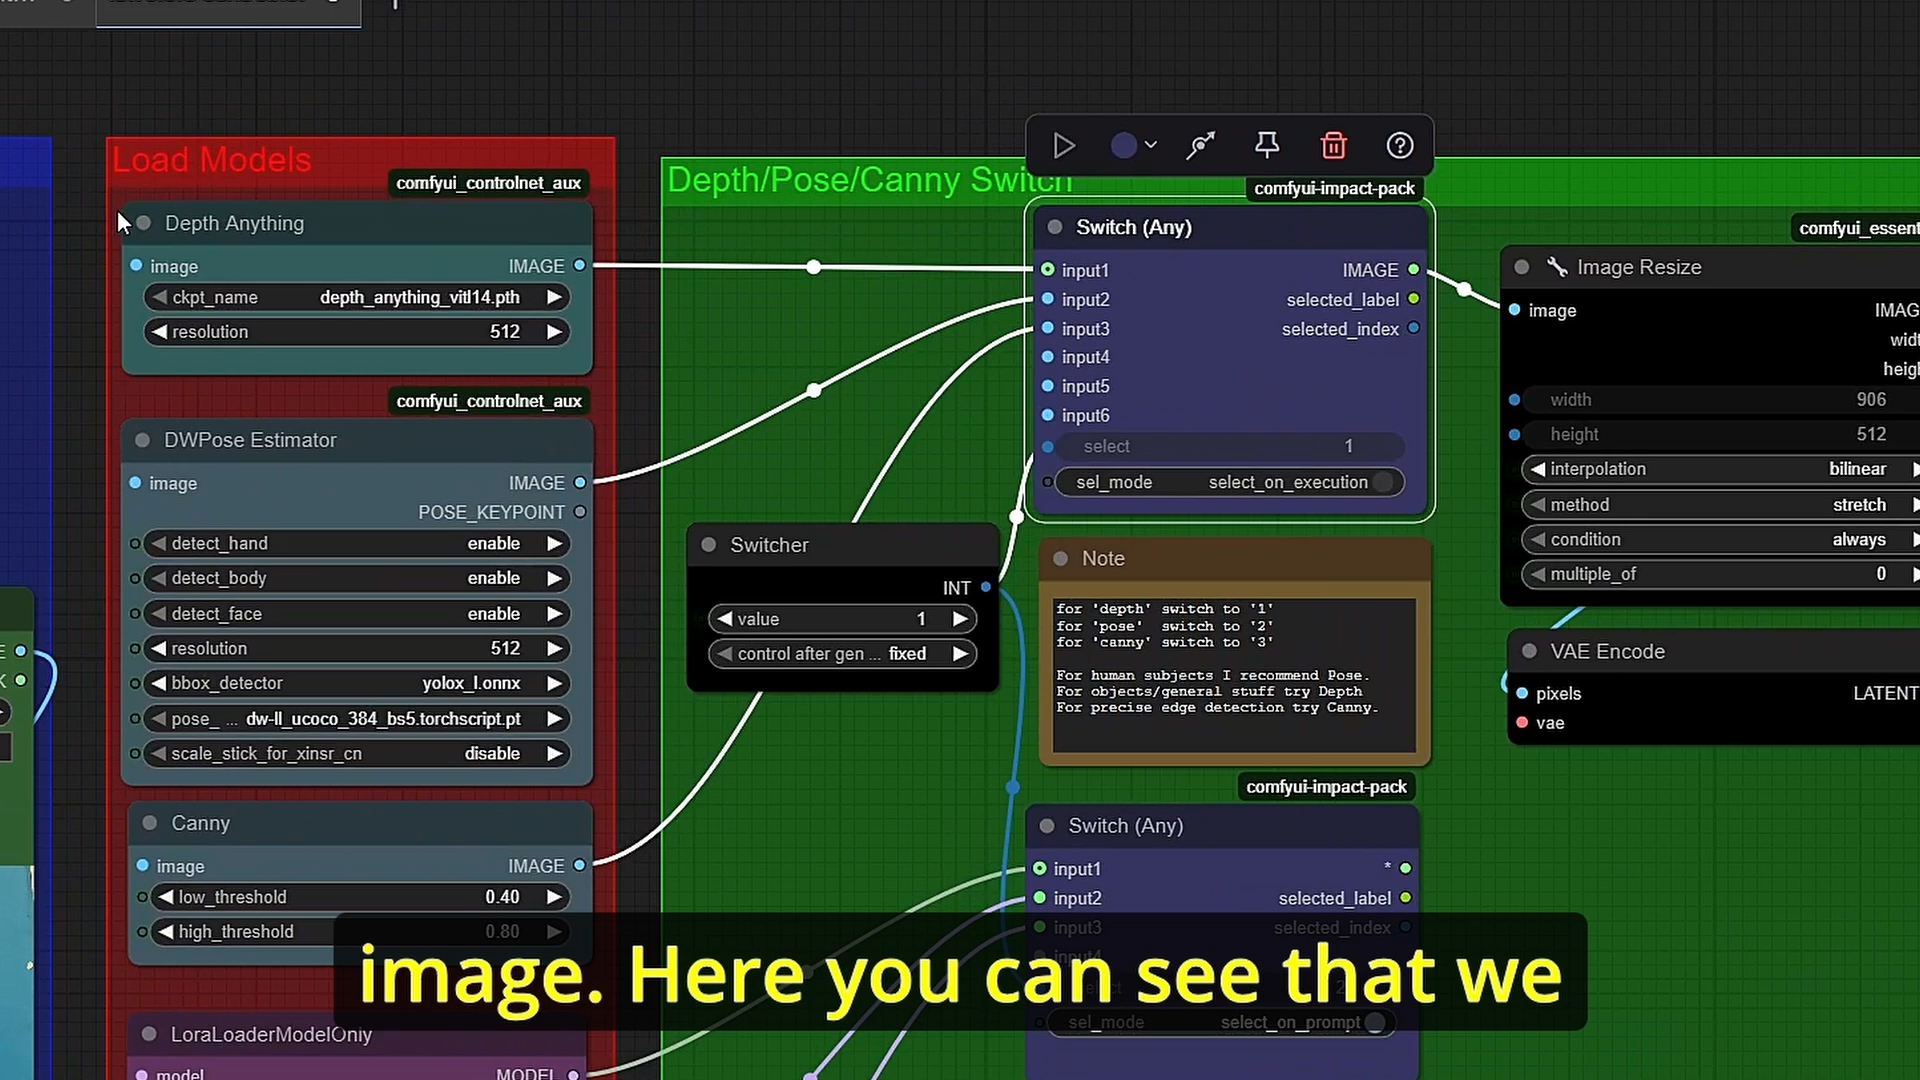 Load Models
comfyui_controlnet_aux
Depth Anything
image IMAGE
ckpt_name depth_anything_vitl14.pth
resolution 512
comfyui_controlnet_aux
DWPose Estimator
image IMAGE
POSE_KEYPOINT
detect_hand enable
detect_body enable
detect_face enable
resolution 512
bbox_detector yolox_l.onnx
pose_ ... dw-ll_ucoco_384_bs5.torchscript.pt
scale_stick_for_xinsr_cn disable
Canny
image IMAGE
low_threshold 0.40
high_threshold 0.80
LoraLoaderModelOnly
model MODEL
Depth/Pose/Canny Switch
comfyui-impact-pack
Switch (Any)
input1 IMAGE
input2 selected_label
input3 selected_index
input4
input5
input6
select 1
sel_mode select_on_execution
Switcher
INT
value 1
control after gen ... fixed
Note
for 'depth' switch to '1'
for 'pose' switch to '2'
for 'canny' switch to '3'
For human subjects I recommend Pose.
For objects/general stuff try Depth
For precise edge detection try Canny.
comfyui-impact-pack
Switch (Any)
input1 *
input2 selected_label
input3 selected_index
input4
sel_mode select_on_prompt
comfyui_essent
Image Resize
image IMAG
widt
heig
width 906
height 512
interpolation bilinear
method stretch
condition always
multiple_of 0
VAE Encode
pixels LATENT
vae
image. Here you can see that we